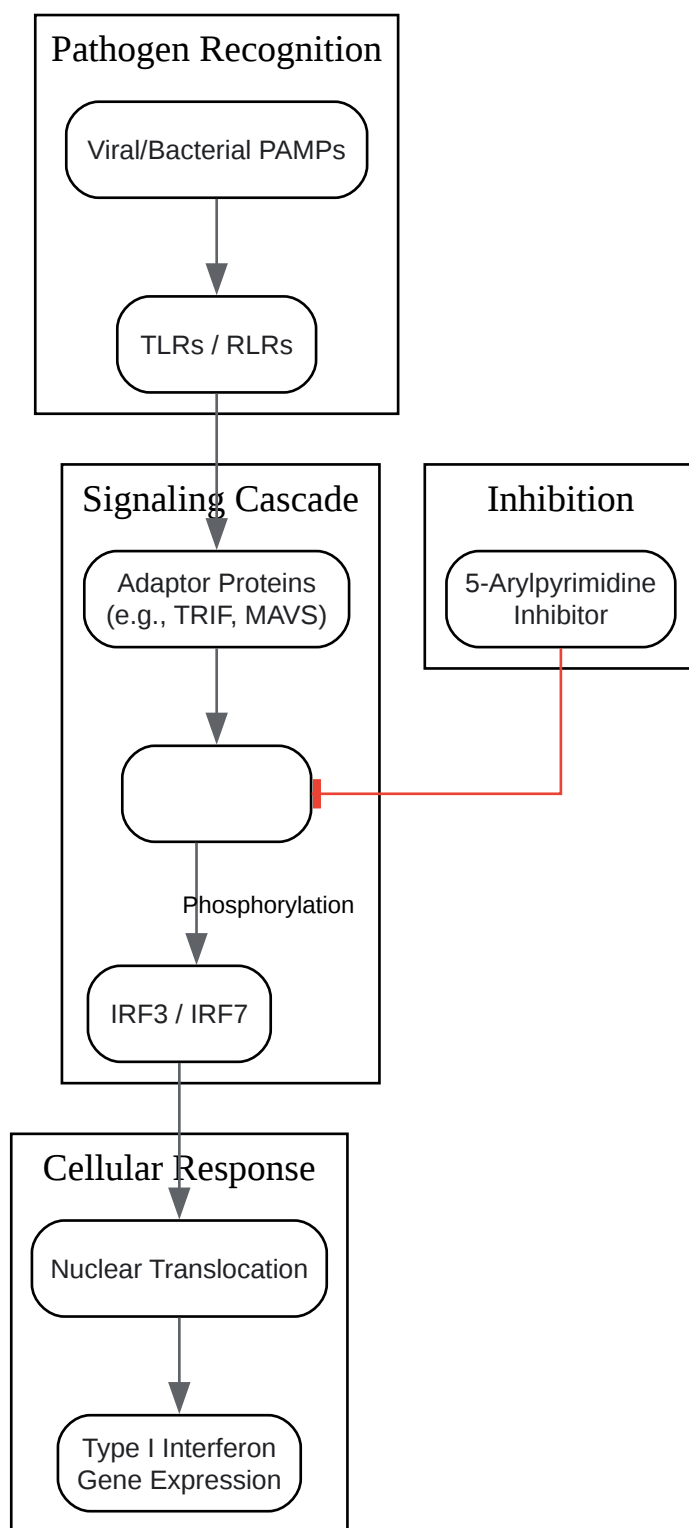 Pathogen Recognition
Viral/Bacterial PAMPs
TLRs / RLRs
Signaling Cascade
Adaptor Proteins
(e.g., TRIF, MAVS)
Inhibition
5-Arylpyrimidine
Inhibitor
Phosphorylation
IRF3 / IRF7
Cellular Response
Nuclear Translocation
Type I Interferon
Gene Expression